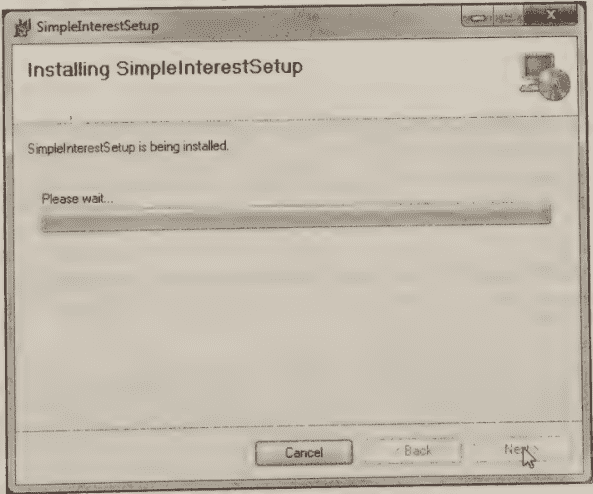 SimpleInterestSetup
Installing SimpleInterestSetup
SimpleInterestSetup is being installed.
Please wait...
Cancel
< Back
Next >